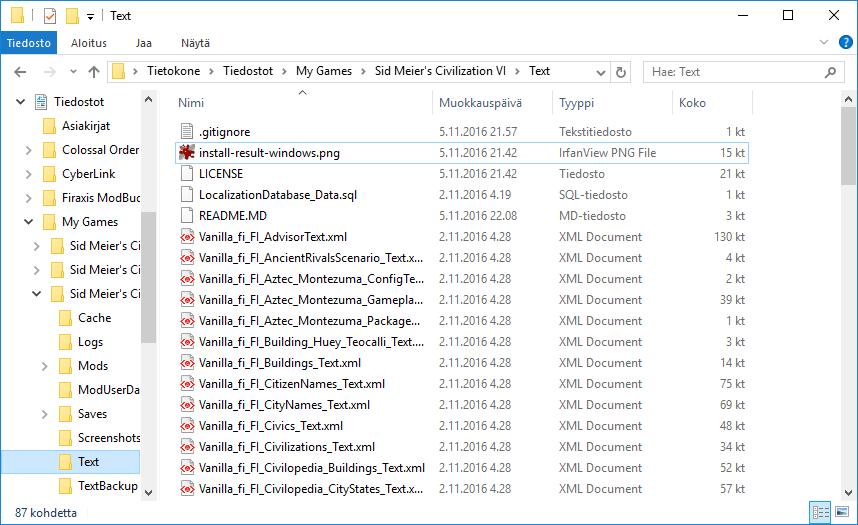 Text
Tiedosto Aloitus Jaa Näytä
Tietokone Tiedostot My Games Sid Meier's Civilization VI Text Hae: Text
Tiedostot
Asiakirjat
Colossal Order
CyberLink
Firaxis ModBud
My Games
Sid Meier's Ci
Sid Meier's Ci
Sid Meier's Ci
Cache
Logs
Mods
ModUserDa
Saves
Screenshots
Text
TextBackup
Nimi Muokkauspäivä Tyyppi Koko
.gitignore 5.11.2016 21.57 Tekstitiedosto 1 kt
install-result-windows.png 5.11.2016 21.42 IrfanView PNG File 15 kt
LICENSE 5.11.2016 21.42 Tiedosto 21 kt
LocalizationDatabase_Data.sql 2.11.2016 4.19 SQL-tiedosto 1 kt
README.MD 5.11.2016 22.08 MD-tiedosto 3 kt
Vanilla_fi_FI_AdvisorText.xml 2.11.2016 4.28 XML Document 130 kt
Vanilla_fi_FI_AncientRivalsScenario_Text.x... 2.11.2016 4.28 XML Document 4 kt
Vanilla_fi_FI_Aztec_Montezuma_ConfigTe... 2.11.2016 4.28 XML Document 2 kt
Vanilla_fi_FI_Aztec_Montezuma_Gamepla... 2.11.2016 4.28 XML Document 39 kt
Vanilla_fi_FI_Aztec_Montezuma_Package... 2.11.2016 4.28 XML Document 1 kt
Vanilla_fi_FI_Building_Huey_Teocalli_Text.... 2.11.2016 4.28 XML Document 3 kt
Vanilla_fi_FI_Buildings_Text.xml 2.11.2016 4.28 XML Document 14 kt
Vanilla_fi_FI_CitizenNames_Text.xml 2.11.2016 4.28 XML Document 75 kt
Vanilla_fi_FI_CityNames_Text.xml 2.11.2016 4.28 XML Document 69 kt
Vanilla_fi_FI_Civics_Text.xml 2.11.2016 4.28 XML Document 48 kt
Vanilla_fi_FI_Civilizations_Text.xml 2.11.2016 4.28 XML Document 34 kt
Vanilla_fi_FI_Civilopedia_Buildings_Text.xml 2.11.2016 4.28 XML Document 52 kt
Vanilla_fi_FI_Civilopedia_CityStates_Text.x... 2.11.2016 4.28 XML Document 57 kt
87 kohdetta